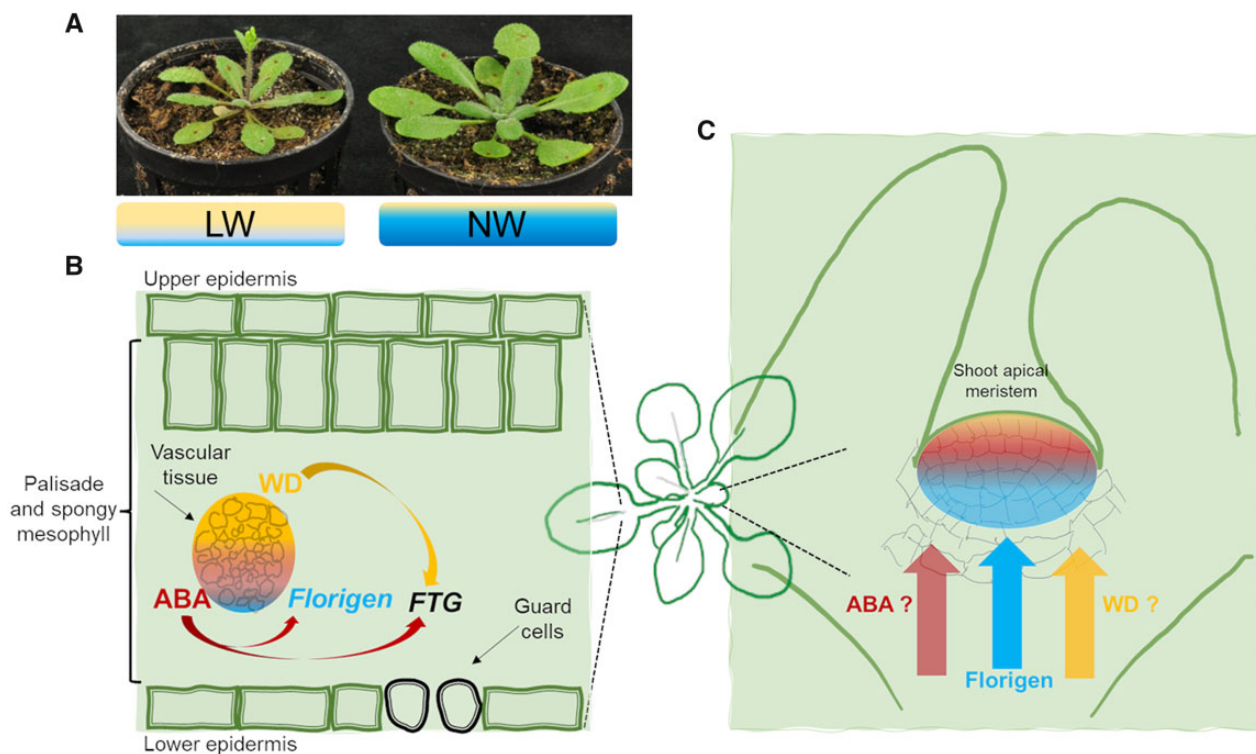 A
LW
NW
B
Upper epidermis
Vascular
tissue
WD
Palisade
and spongy
mesophyll
ABA
Florigen
FTG
Guard
cells
Lower epidermis
C
Shoot apical
meristem
ABA ?
WD ?
Florigen